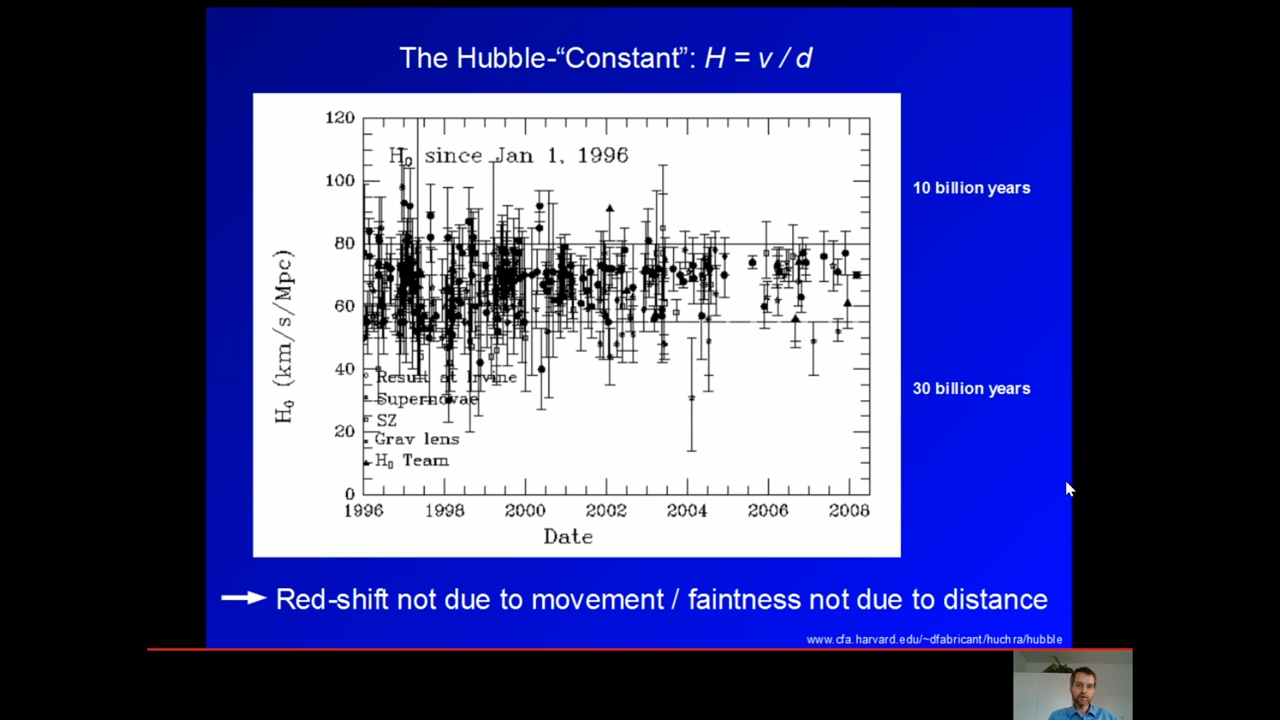 The Hubble-“Constant”: H = v / d
120
H₀ since Jan 1, 1996
100
10 billion years
80
60
H₀ (km/s/Mpc)
40
Result at Irvine
30 billion years
Supernovae
20
SZ
Grav lens
H₀ Team
0
1996 1998 2000 2002 2004 2006 2008
Date
Red-shift not due to movement / faintness not due to distance
www.cfa.harvard.edu/~dfabricant/huchra/hubble